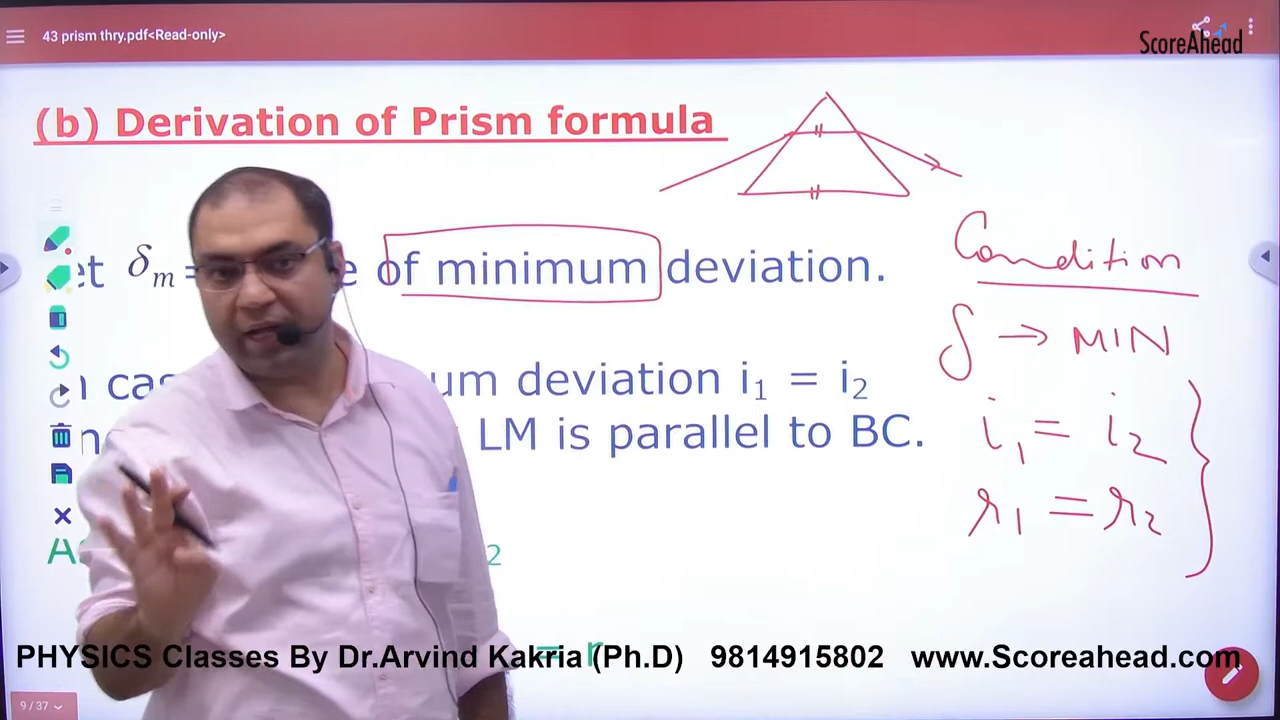 43 prism thry.pdf<Read-only>
ScoreAhead
(b) Derivation of Prism formula
et δm= e of minimum deviation.
Condition
δ → MIN
cas um deviation i1 = i2
LM is parallel to BC.
i1 = i2
r1 = r2
2
= r
PHYSICS Classes By Dr.Arvind Kakria (Ph.D) 9814915802 www.Scoreahead.com
9 / 37